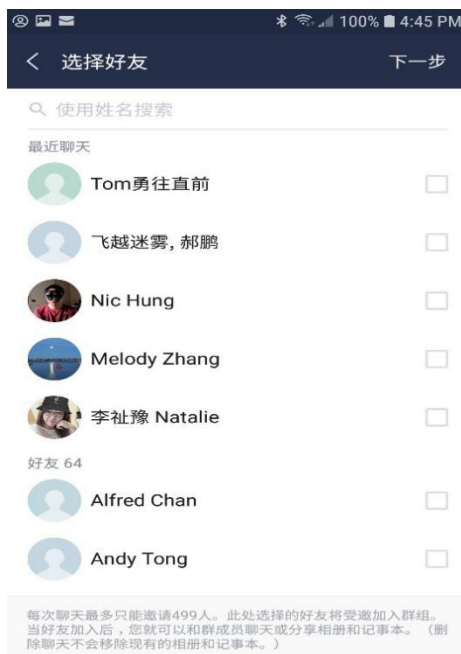 100% 4:45 PM
选择好友 下一步
使用姓名搜索
最近聊天
Tom勇往直前
飞越迷雾, 郝鹏
Nic Hung
Melody Zhang
李祉豫 Natalie
好友 64
Alfred Chan
Andy Tong
每次聊天最多只能邀请499人。此处选择的好友将受邀加入群组。
当好友加入后，您就可以和群成员聊天或分享相册和记事本。（删
除聊天不会移除现有的相册和记事本。）